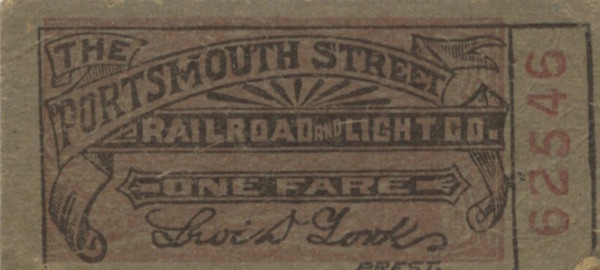 THE
PORTSMOUTH STREET
RAILROAD AND LIGHT CO.
ONE FARE
PREST.
62546